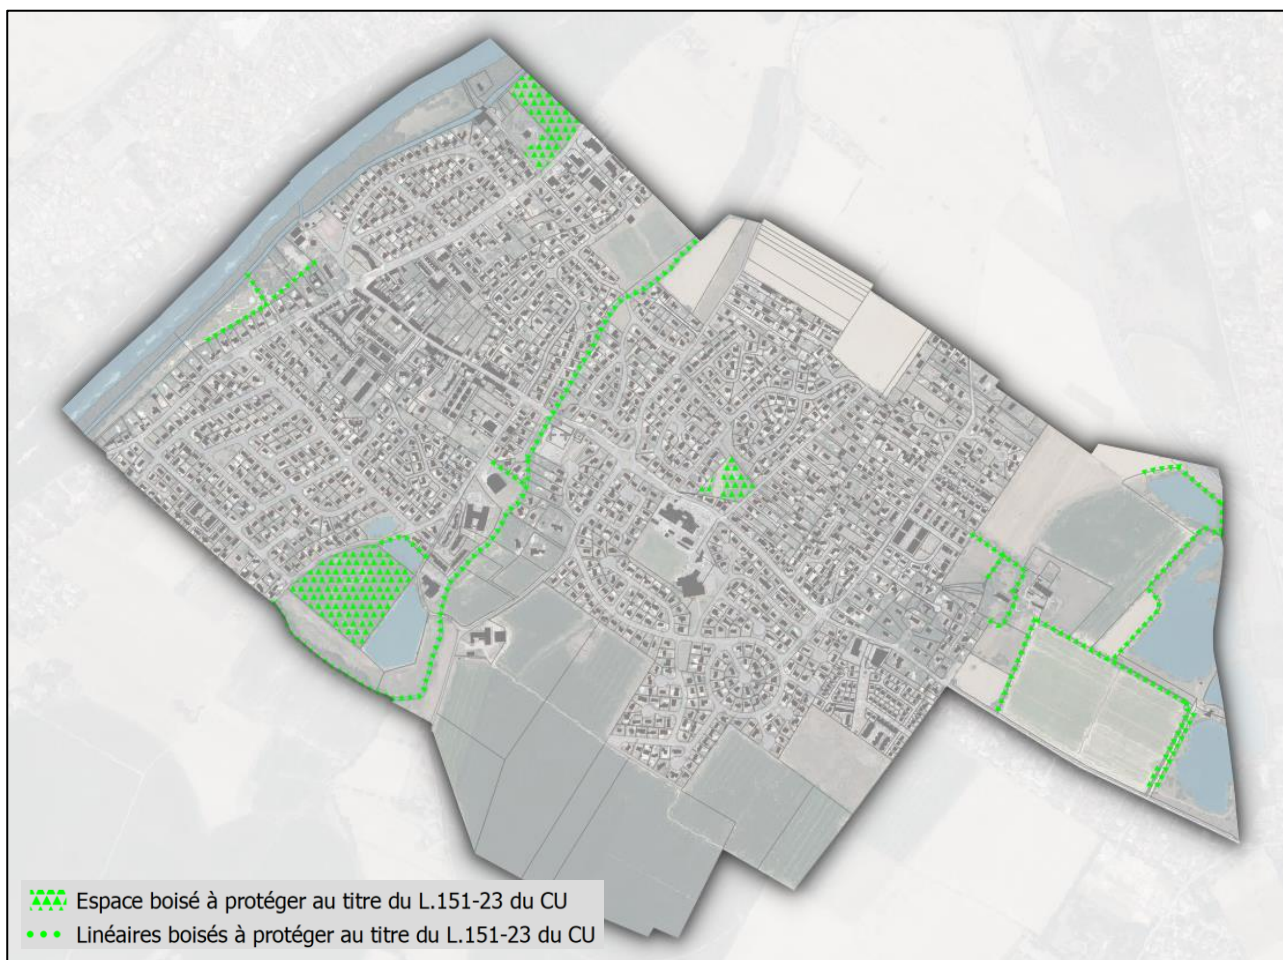 Espace boisé à protéger au titre du L.151-23 du CU
Linéaires boisés à protéger au titre du L.151-23 du CU